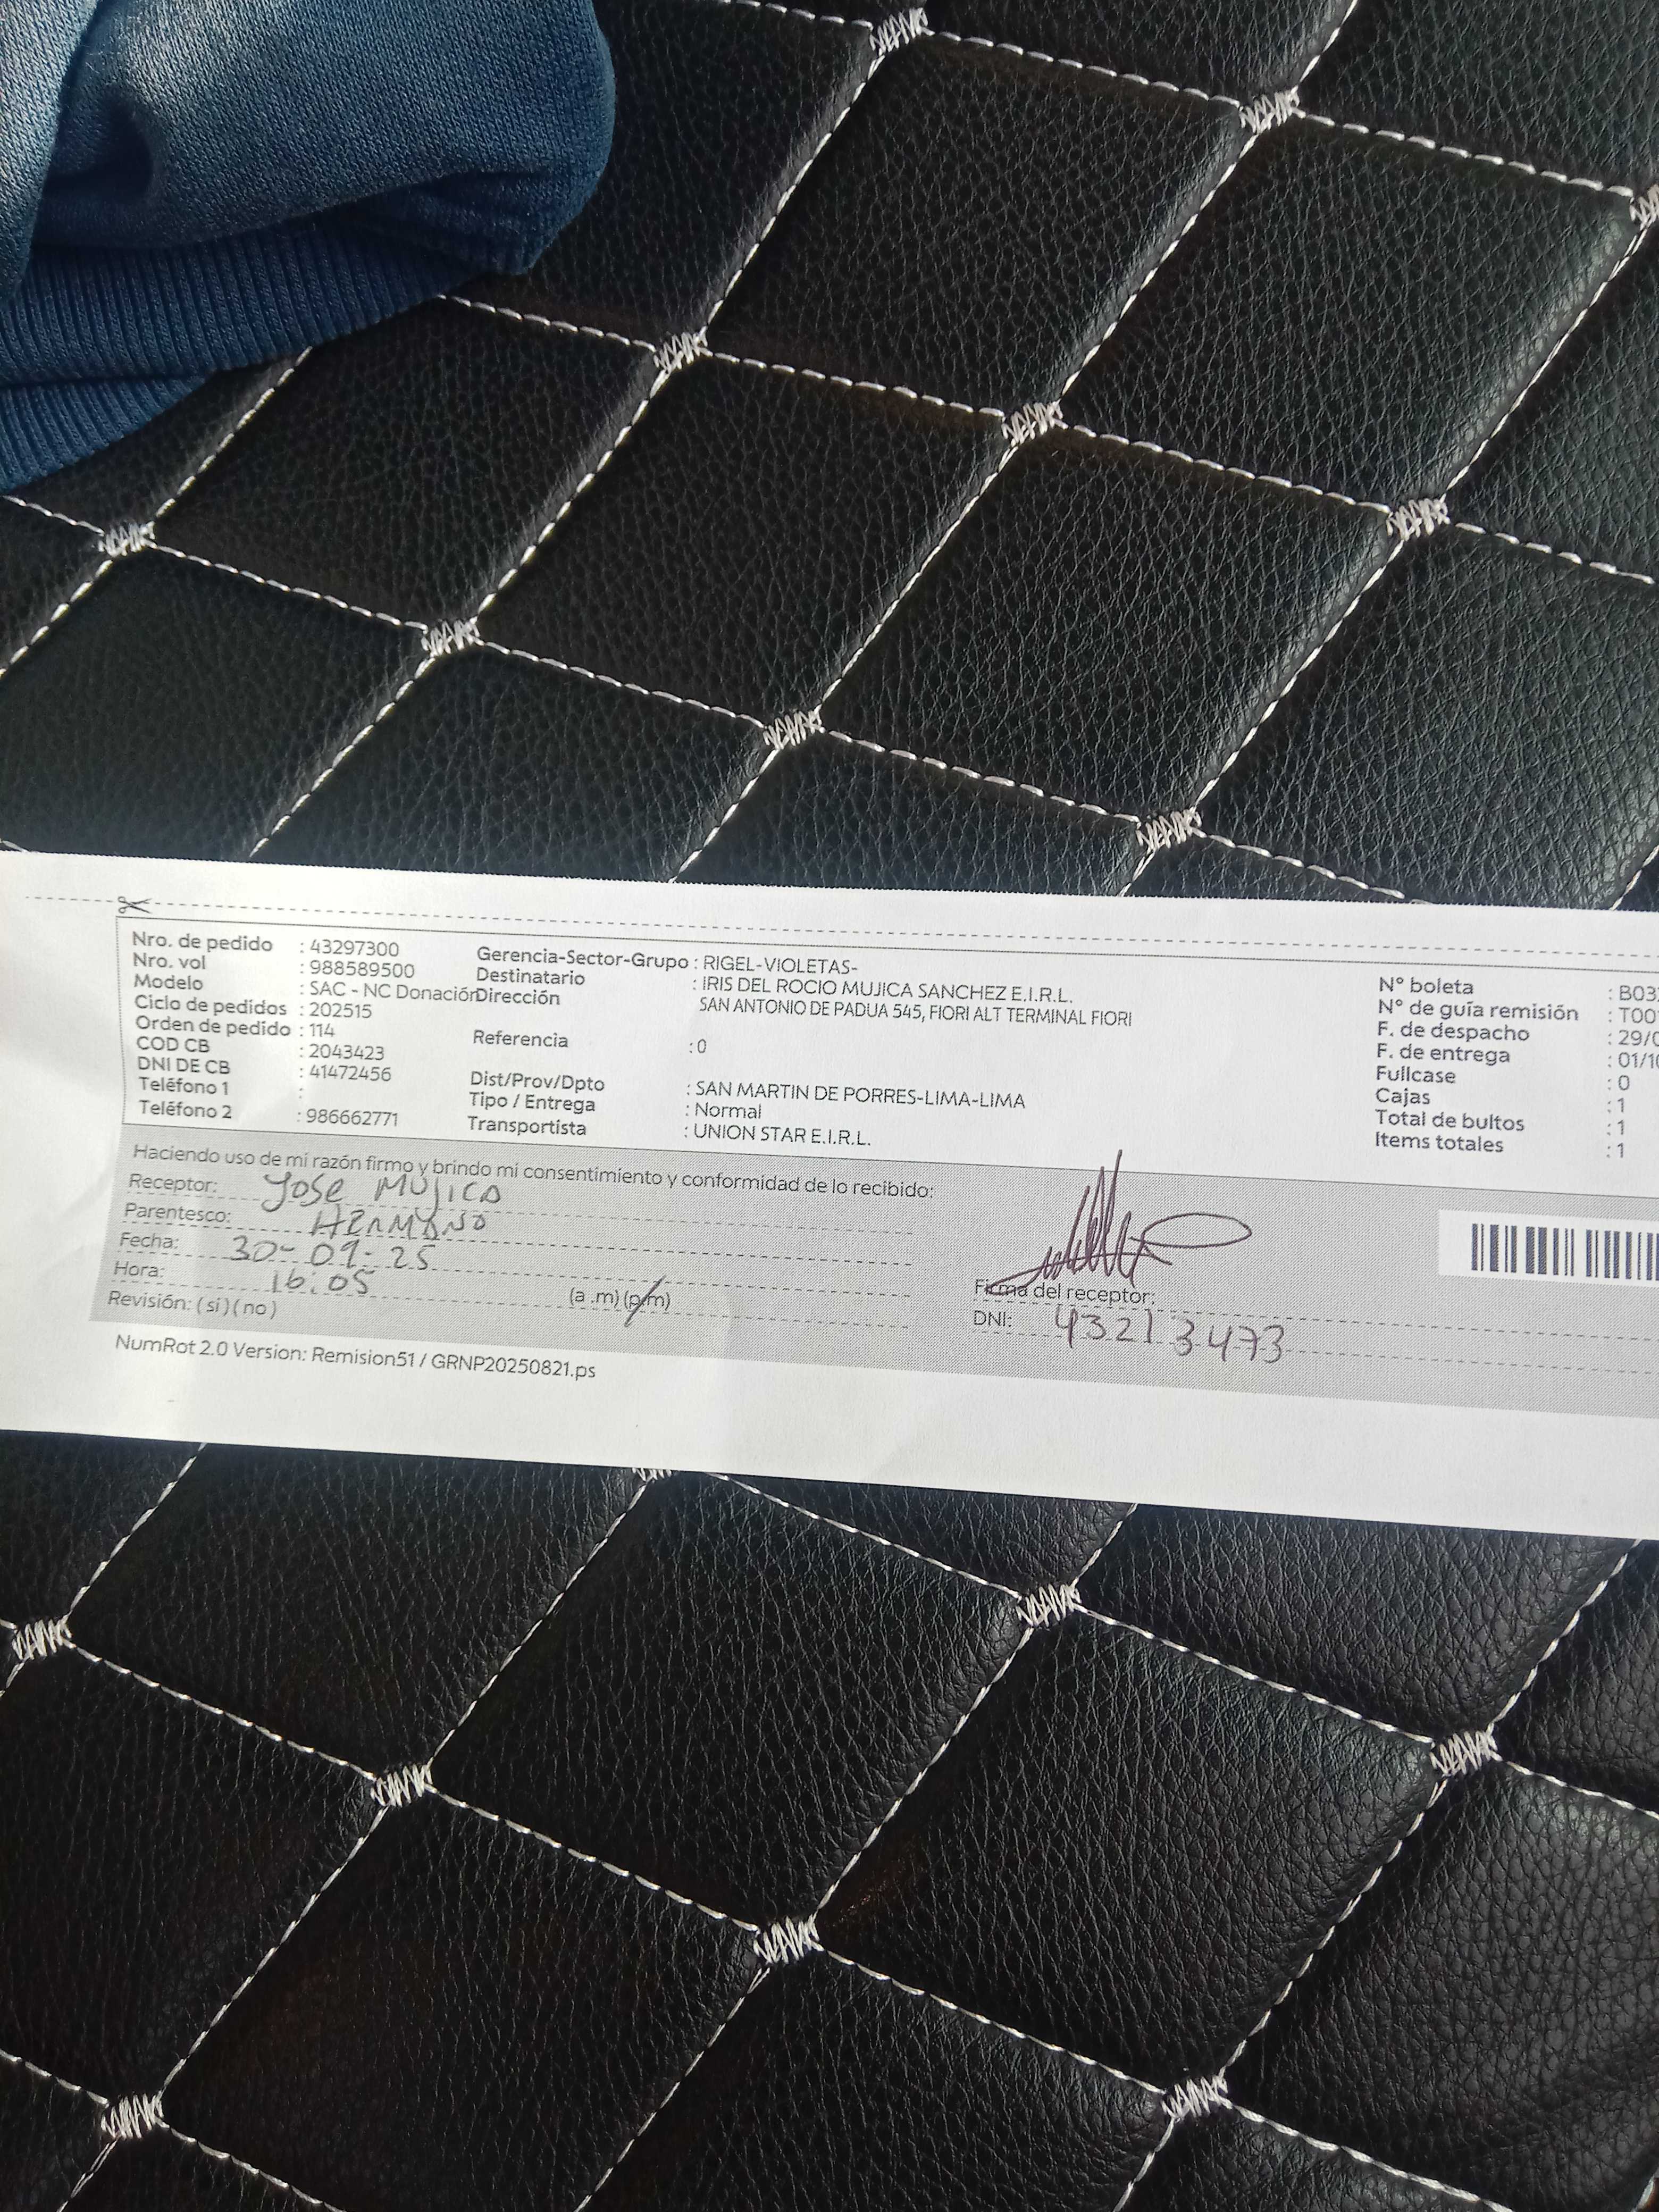 Nro. de pedido : 43297300
Nro. vol : 988589500
Modelo : SAC - NC Donación
Ciclo de pedidos : 202515
Orden de pedido : 114
COD CB : 2043423
DNI DE CB : 41472456
Teléfono 1 :
Teléfono 2 : 986662771
Gerencia-Sector-Grupo : RIGEL-VIOLETAS-
Destinatario : IRIS DEL ROCIO MUJICA SANCHEZ E.I.R.L.
Dirección SAN ANTONIO DE PADUA 545, FIORI ALT TERMINAL FIORI
Referencia : 0
Dist/Prov/Dpto : SAN MARTIN DE PORRES-LIMA-LIMA
Tipo / Entrega : Normal
Transportista : UNION STAR E.I.R.L.
N° boleta : B03
N° de guía remisión : T00
F. de despacho : 29/0
F. de entrega : 01/10
Fullcase : 0
Cajas : 1
Total de bultos : 1
Items totales : 1
Haciendo uso de mi razón firmo y brindo mi consentimiento y conformidad de lo recibido:
Receptor: JOSE MUJICA
Parentesco: HERMANO
Fecha: 30-09-25
Hora: 16:05 (a .m) (p.m)
Revisión: ( si ) ( no )
Firma del receptor:
DNI: 43213473
NumRot 2.0 Version: Remision51 / GRNP20250821.ps